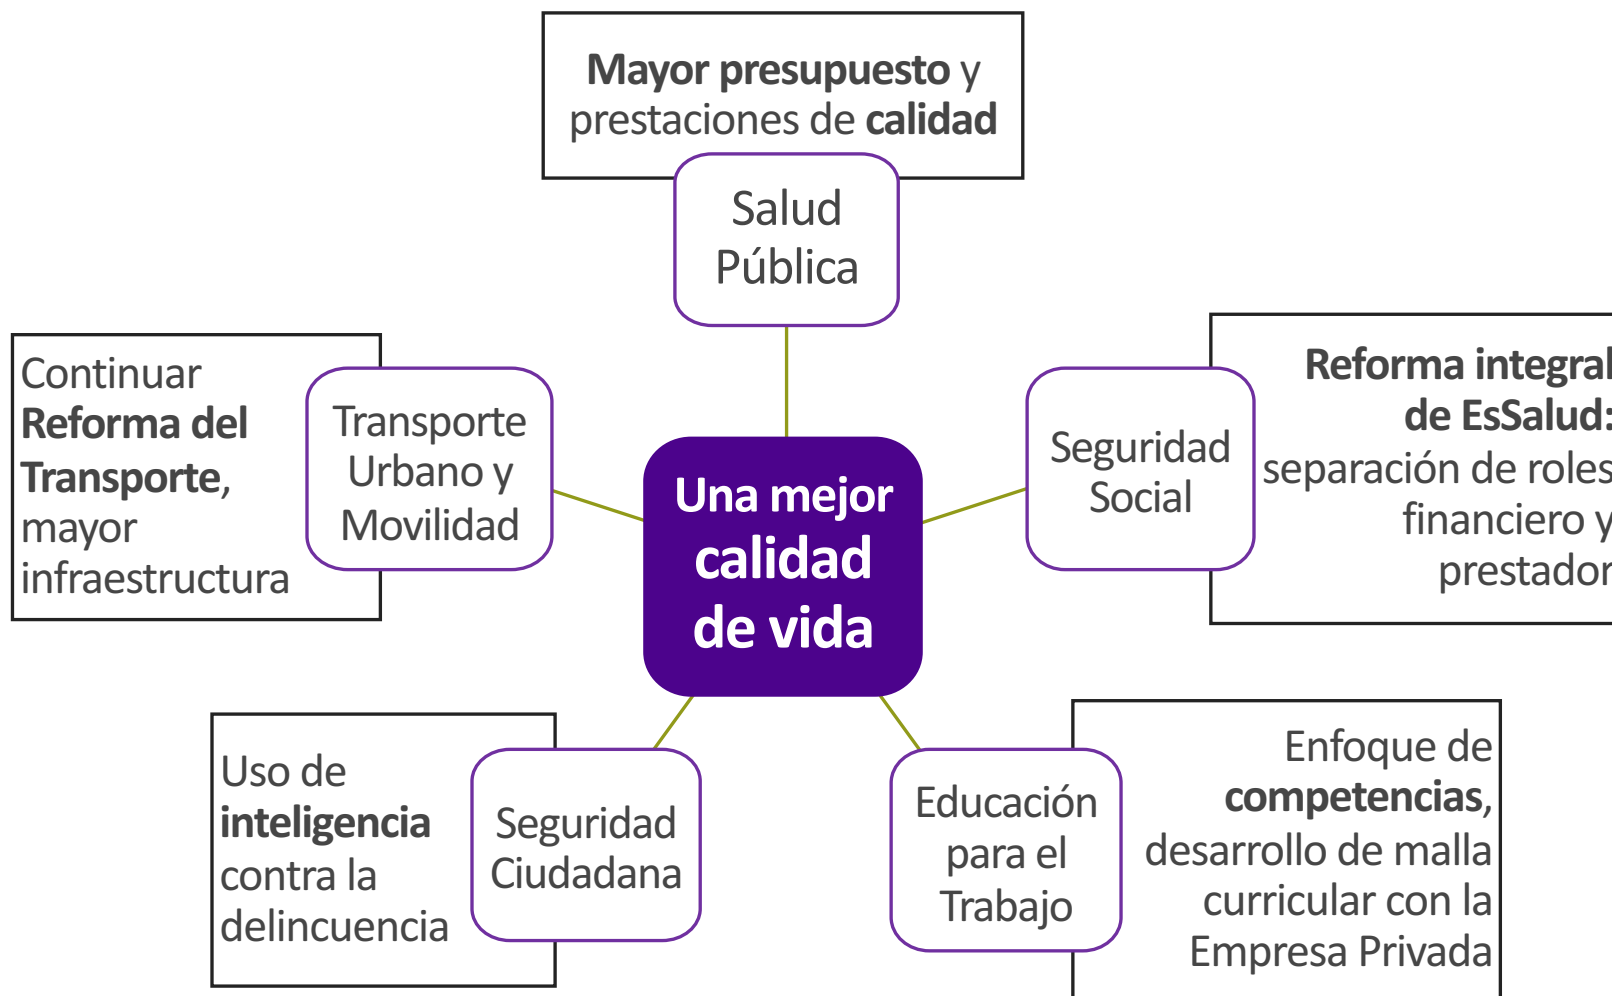 Mayor presupuesto y
prestaciones de calidad
Salud
Pública
Continuar
Reforma del
Transporte,
mayor
infraestructura
Transporte
Urbano y
Movilidad
Una mejor
calidad
de vida
Seguridad
Social
Reforma integral
de EsSalud:
separación de roles
financiero y
prestador
Uso de
inteligencia
contra la
delincuencia
Seguridad
Ciudadana
Educación
para el
Trabajo
Enfoque de
competencias,
desarrollo de malla
curricular con la
Empresa Privada